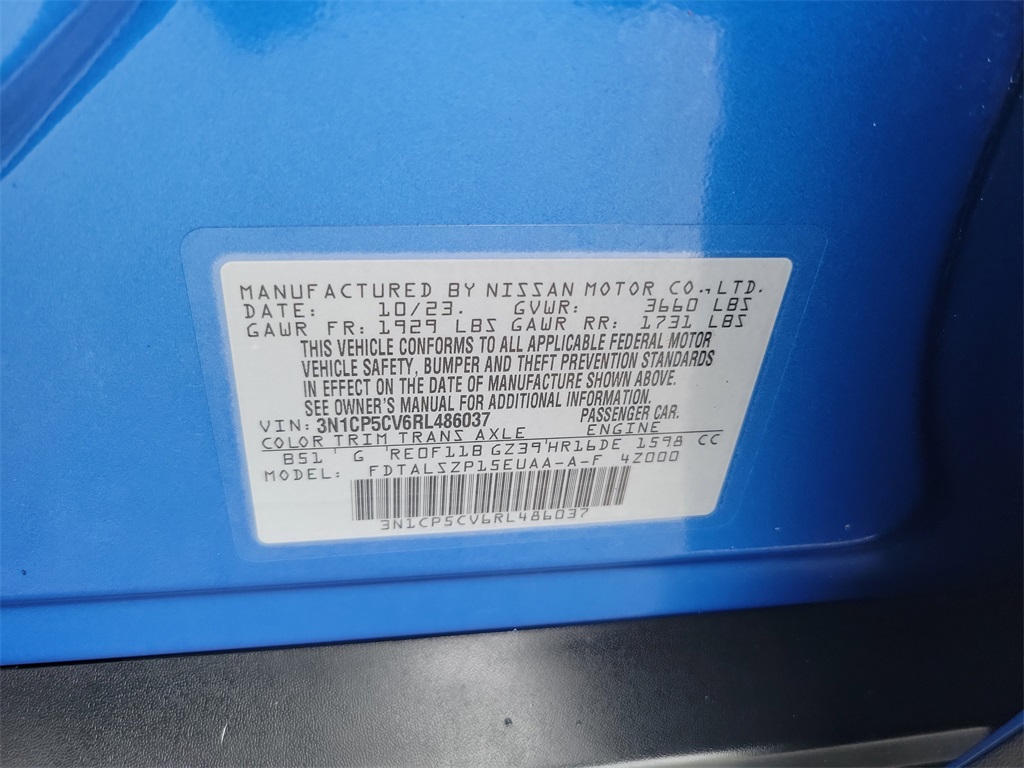 MANUFACTURED BY NISSAN MOTOR CO.,LTD.
DATE: 10/23. GVWR: 3660 LBS
GAWR FR: 1929 LBS GAWR RR: 1731 LBS
THIS VEHICLE CONFORMS TO ALL APPLICABLE FEDERAL MOTOR
VEHICLE SAFETY, BUMPER AND THEFT PREVENTION STANDARDS
IN EFFECT ON THE DATE OF MANUFACTURE SHOWN ABOVE.
SEE OWNER'S MANUAL FOR ADDITIONAL INFORMATION.
VIN: 3N1CP5CV6RL486037 PASSENGER CAR.
COLOR TRIM TRANS AXLE ENGINE
B51 G RE0F11B GZ39 HR16DE 1598 CC
MODEL: FDTALSZP15EUAA-A-F 4Z000
3N1CP5CV6RL486037